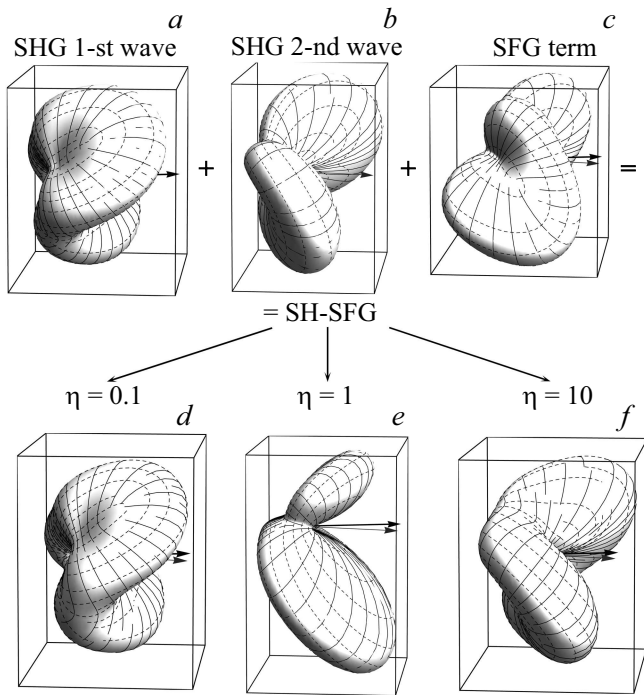 a b c
SHG 1-st wave SHG 2-nd wave SFG term
+ + =
= SH-SFG
η = 0.1 η = 1 η = 10
d e f